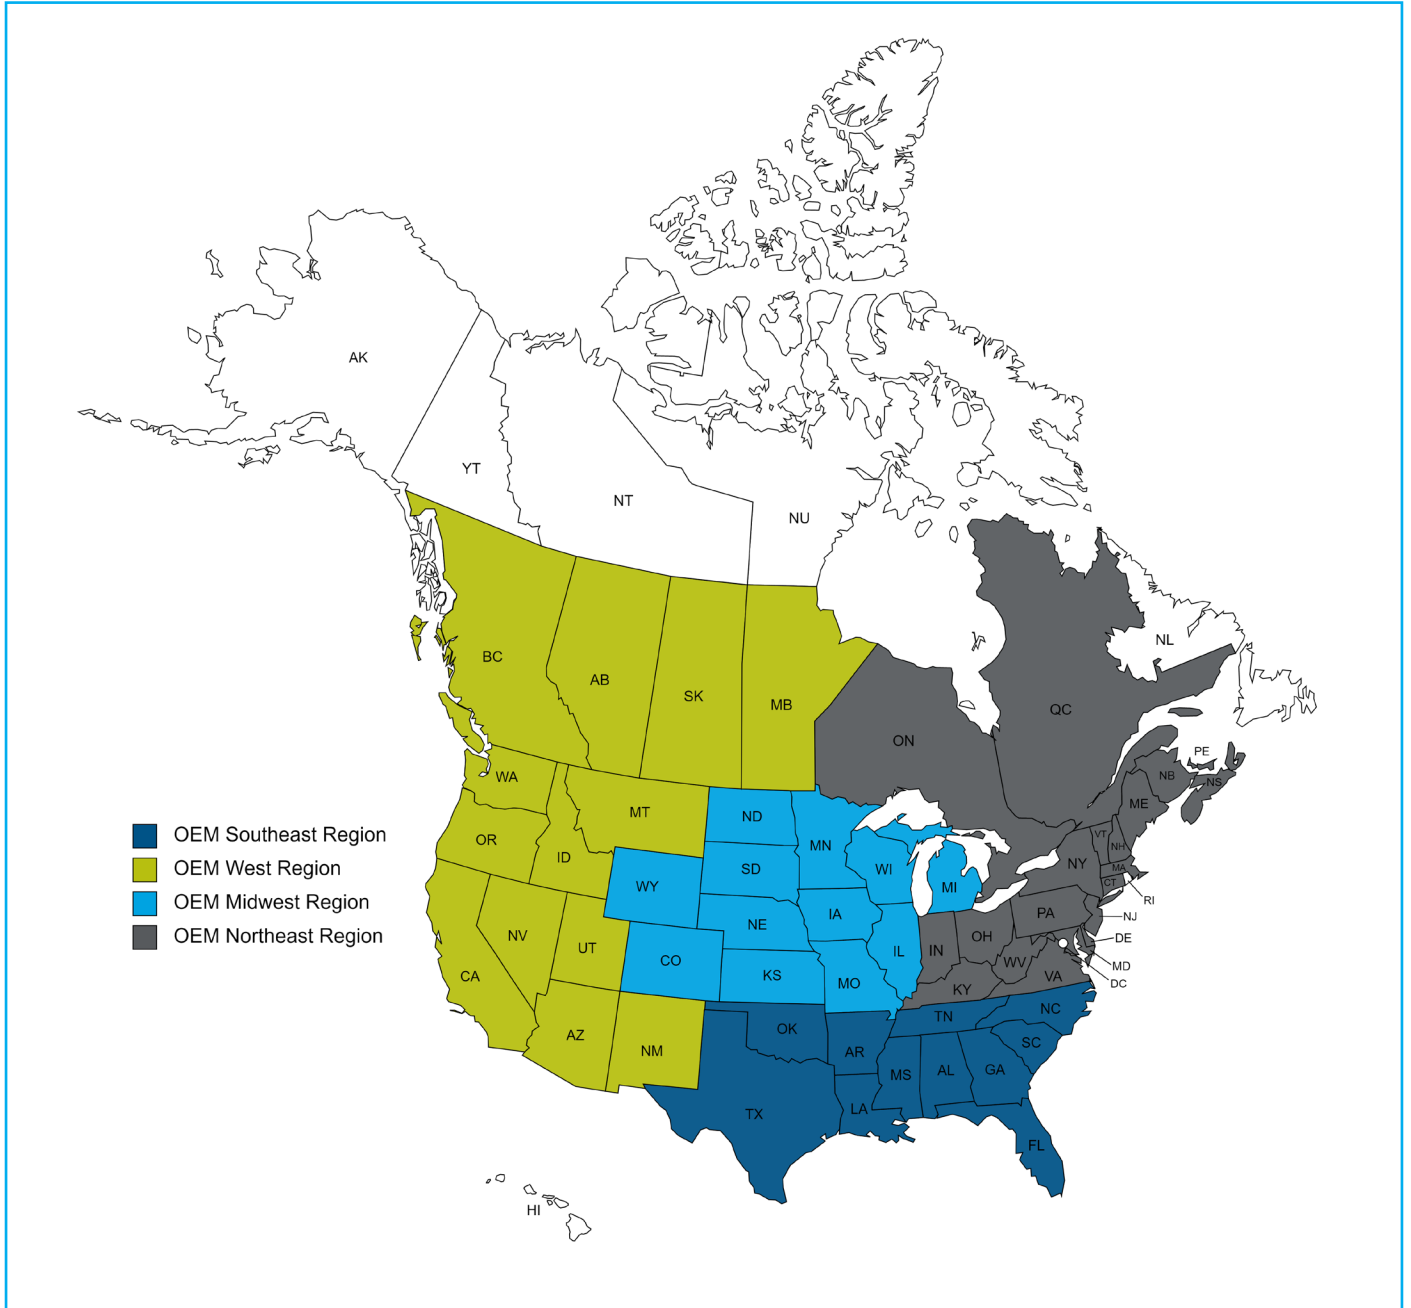 AK
YT
NT
NU
NL
BC
AB
SK
MB
QC
ON
PE
NB
NS
WA
MT
ND
MN
ME
OR
ID
SD
WI
MI
NY
VT
NH
MA
CT
RI
WY
NE
IA
IL
IN
OH
PA
NJ
DE
MD
DC
NV
UT
CO
KS
MO
KY
WV
VA
CA
AZ
NM
OK
AR
TN
NC
SC
TX
LA
MS
AL
GA
FL
HI
OEM Southeast Region
OEM West Region
OEM Midwest Region
OEM Northeast Region